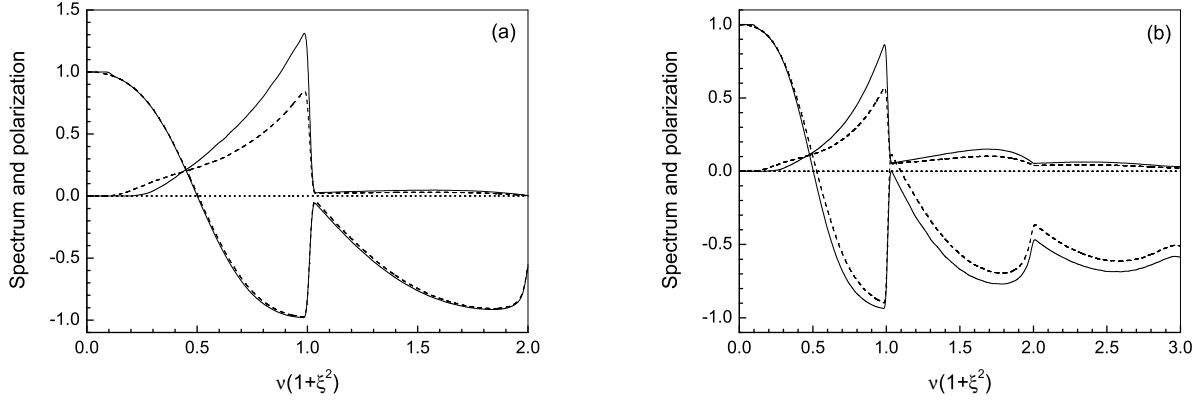 (a)
Spectrum and polarization
1.5
1.0
0.5
0.0
-0.5
-1.0
0.0 0.5 1.0 1.5 2.0
ν(1+ξ²)
(b)
Spectrum and polarization
1.0
0.5
0.0
-0.5
-1.0
0.0 0.5 1.0 1.5 2.0 2.5 3.0
ν(1+ξ²)